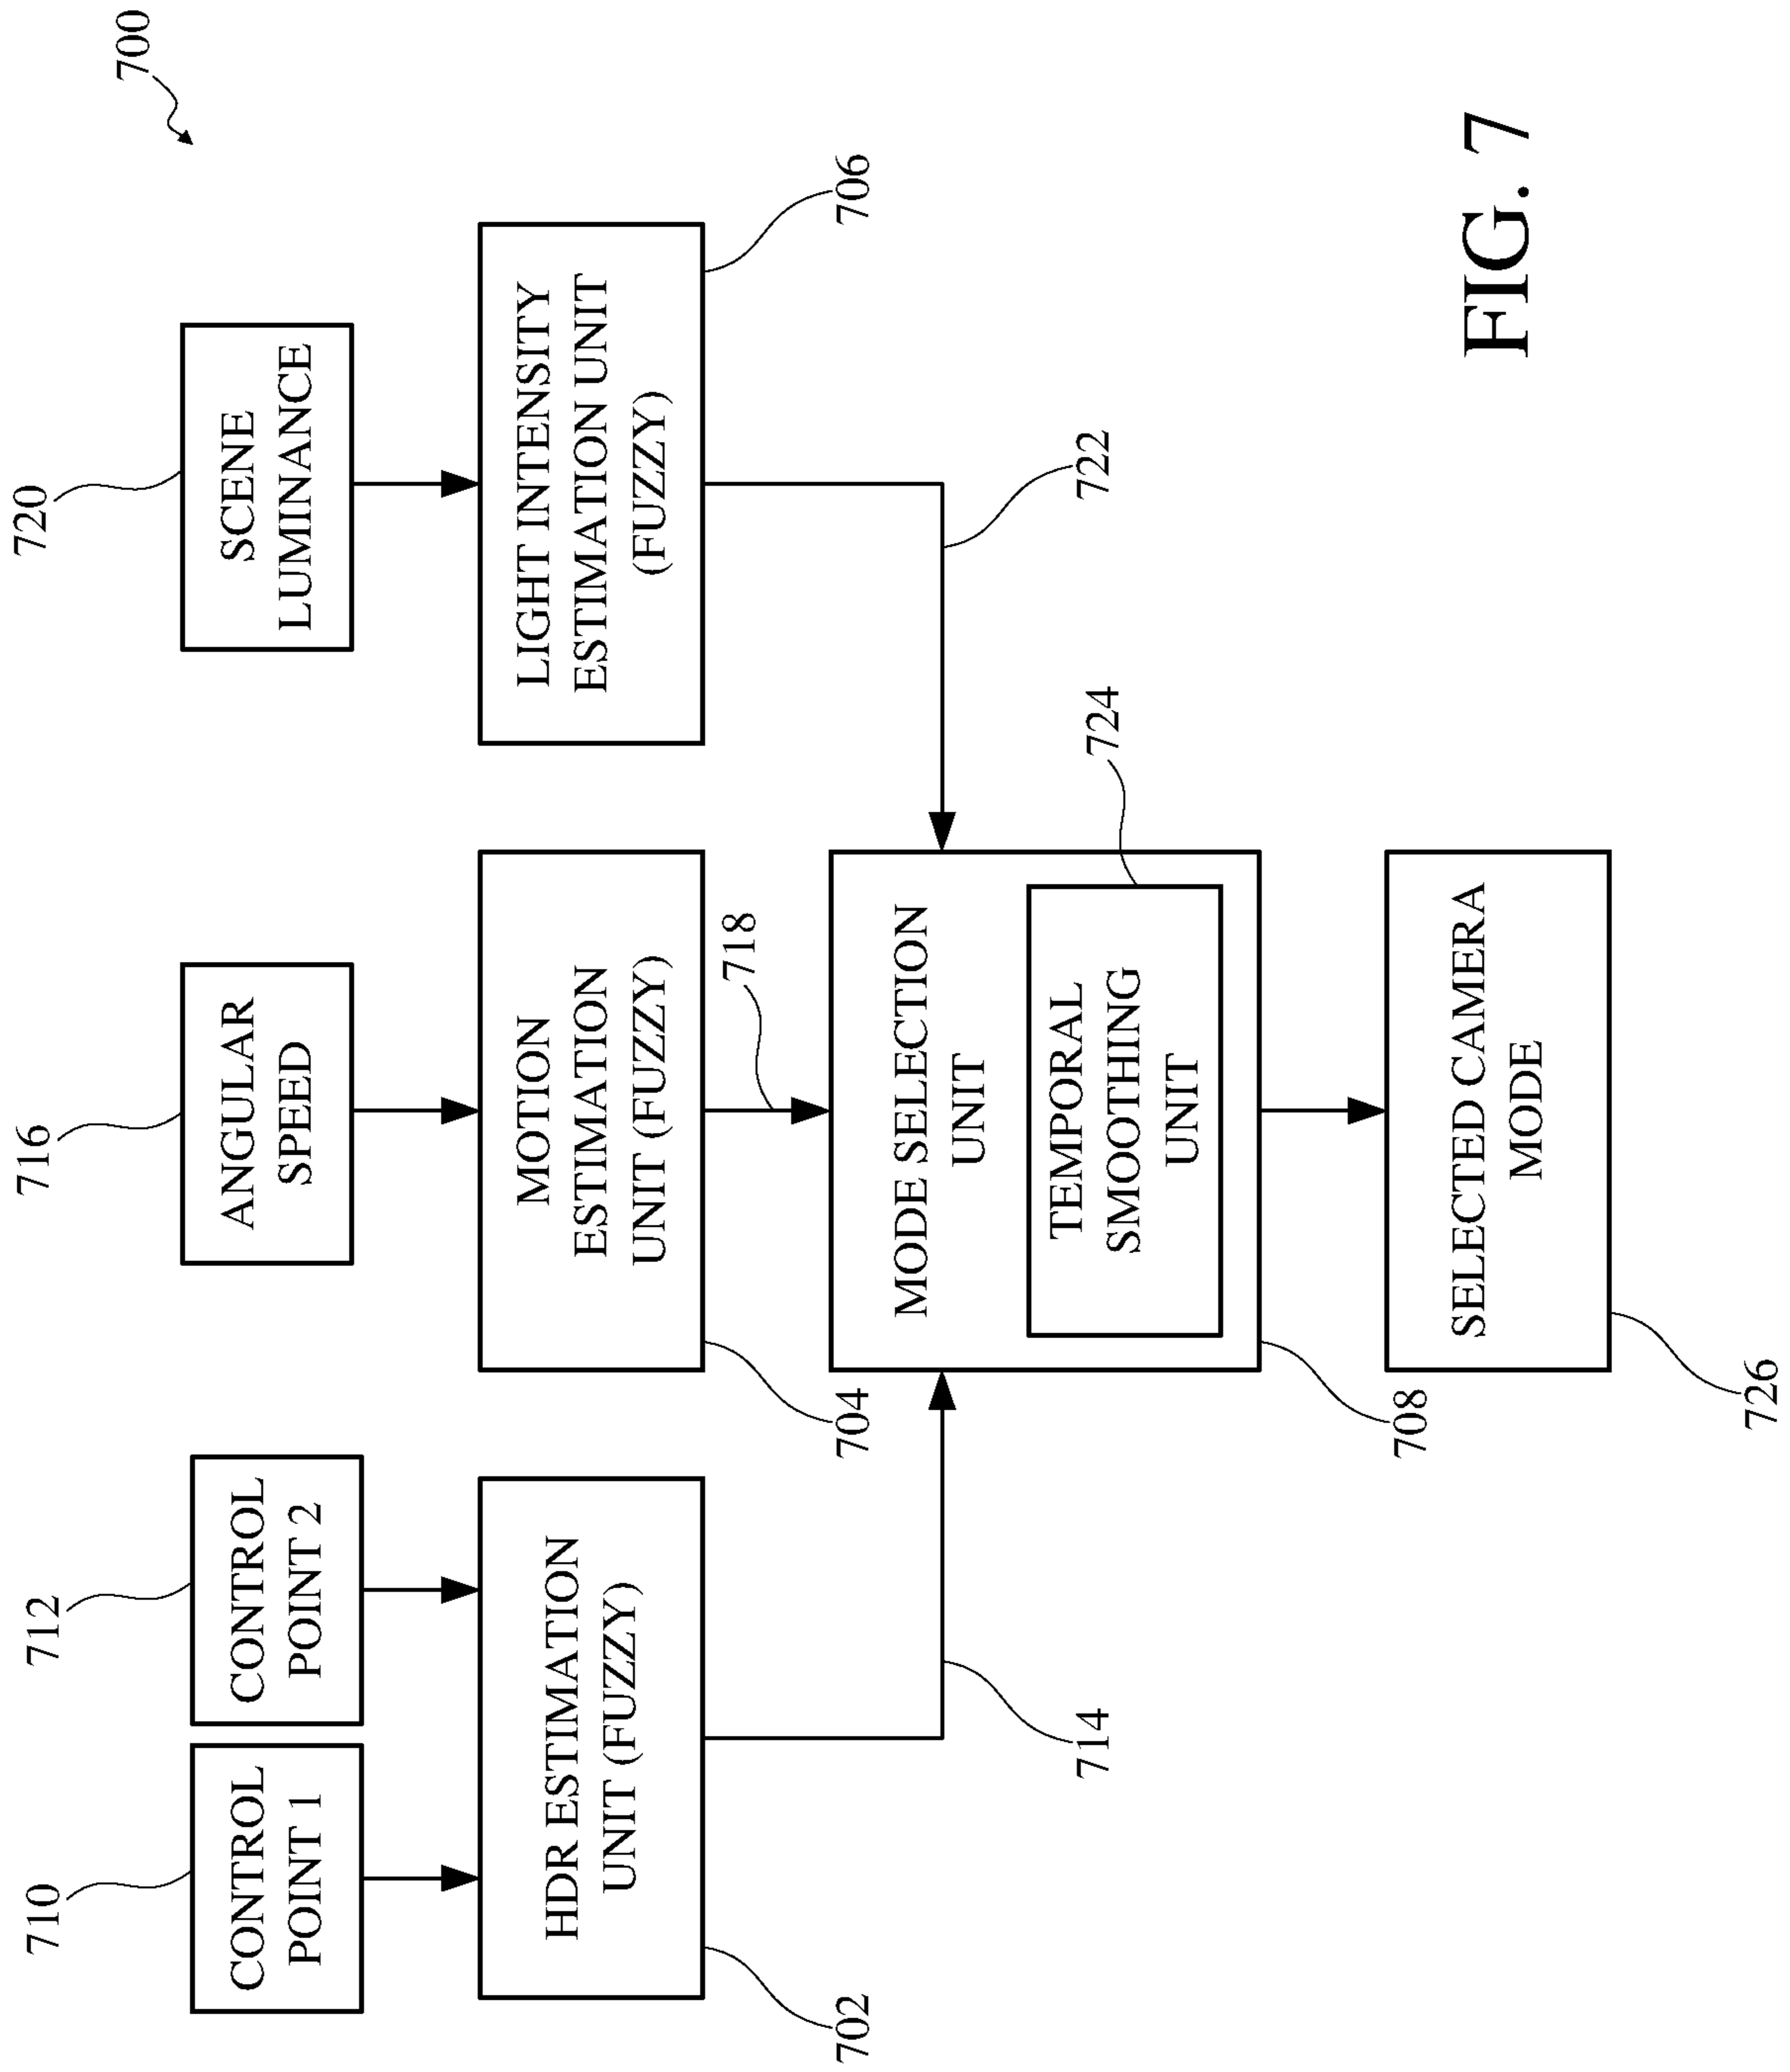 700
710
712
716
720
CONTROL
POINT 1
CONTROL
POINT 2
ANGULAR
SPEED
SCENE
LUMINANCE
HDR ESTIMATION
UNIT (FUZZY)
MOTION
ESTIMATION
UNIT (FUZZY)
LIGHT INTENSITY
ESTIMATION UNIT
(FUZZY)
702
704
718
706
714
722
MODE SELECTION
UNIT
724
TEMPORAL
SMOOTHING
UNIT
708
SELECTED CAMERA
MODE
726
FIG. 7